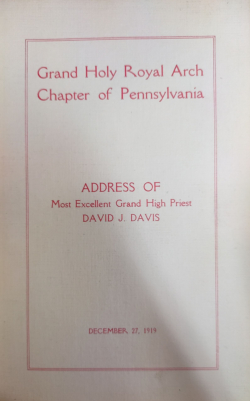 Grand Holy Royal Arch
Chapter of Pennsylvania
ADDRESS OF
Most Excellent Grand High Priest
DAVID J. DAVIS
DECEMBER, 27, 1919